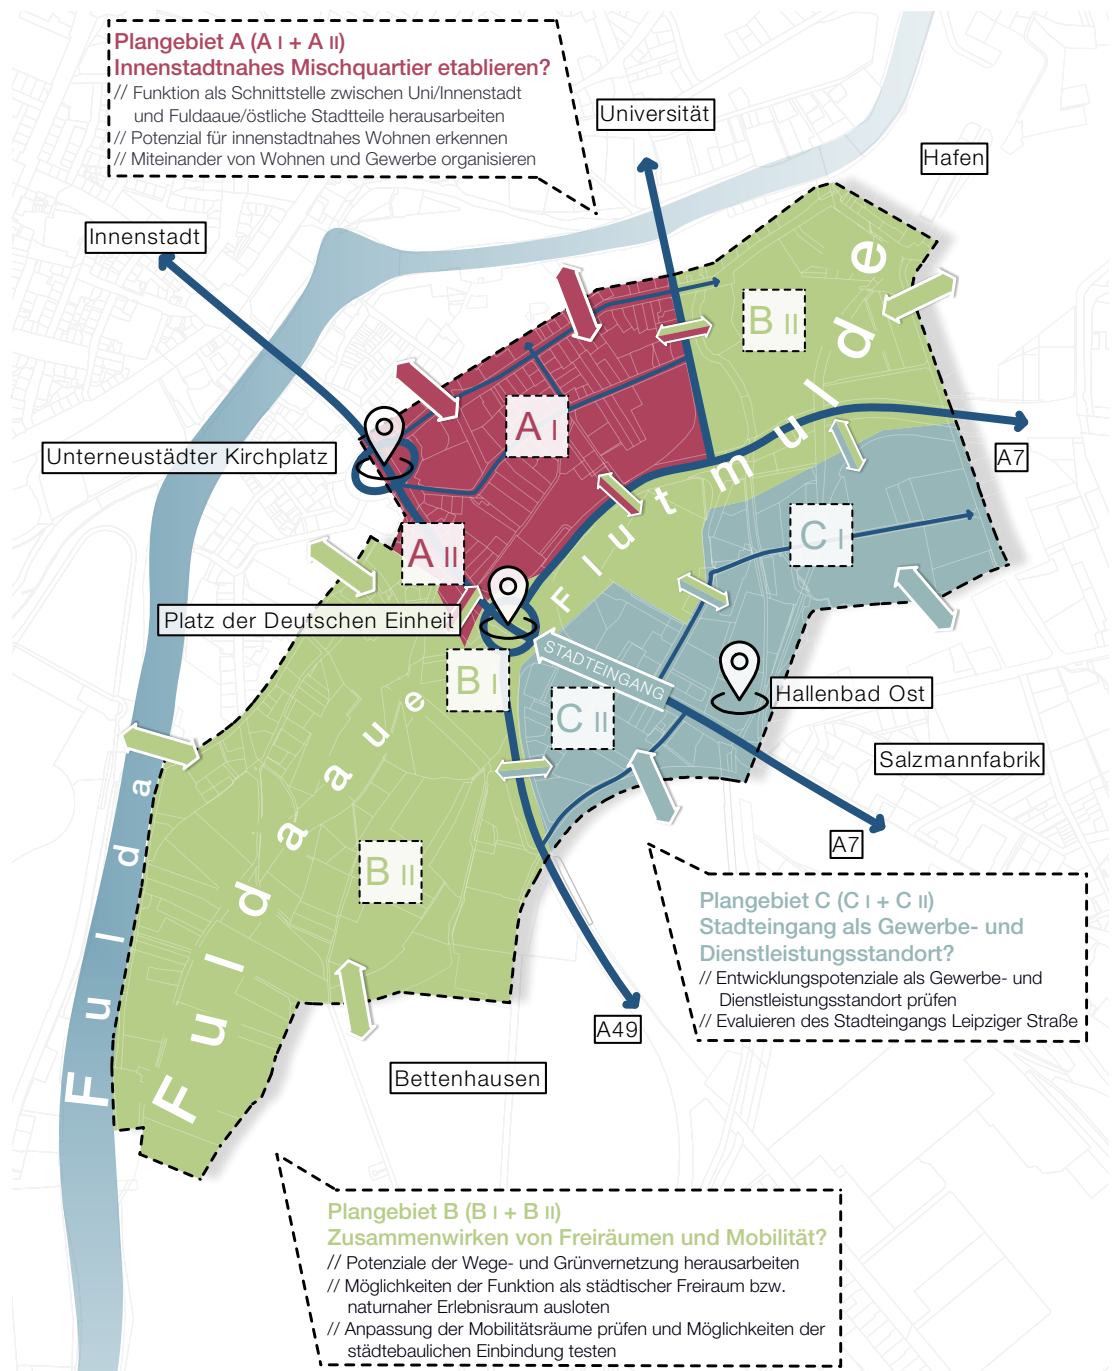 Plangebiet A (A I + A II)
Innenstadtnahes Mischquartier etablieren?
// Funktion als Schnittstelle zwischen Uni/Innenstadt
und Fuldaaue/östliche Stadtteile herausarbeiten
// Potenzial für innenstadtnahes Wohnen erkennen
// Miteinander von Wohnen und Gewerbe organisieren
Universität
Hafen
Innenstadt
B II
A I
Unterneustädter Kirchplatz
A7
Flutmulde
C I
A II
Platz der Deutschen Einheit
STADTEINGANG
B I
Hallenbad Ost
C II
Salzmannfabrik
Fulda
Fuldaaue
A7
B II
Plangebiet C (C I + C II)
Stadteingang als Gewerbe- und
Dienstleistungsstandort?
// Entwicklungspotenziale als Gewerbe- und
Dienstleistungsstandort prüfen
// Evaluieren des Stadteingangs Leipziger Straße
A49
Bettenhausen
Plangebiet B (B I + B II)
Zusammenwirken von Freiräumen und Mobilität?
// Potenziale der Wege- und Grünvernetzung herausarbeiten
// Möglichkeiten der Funktion als städtischer Freiraum bzw.
naturnaher Erlebnisraum ausloten
// Anpassung der Mobilitätsräume prüfen und Möglichkeiten der
städtebaulichen Einbindung testen